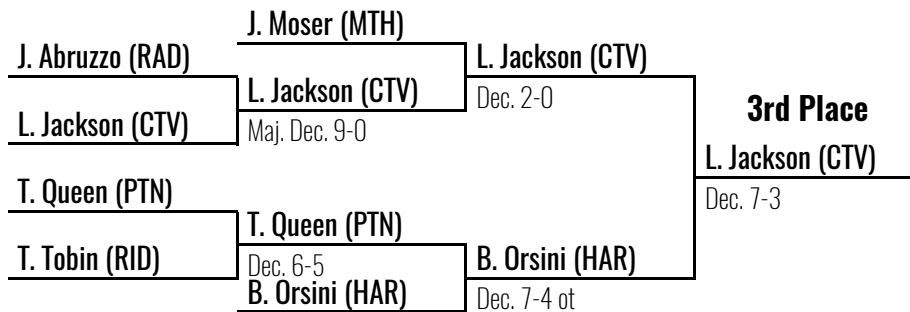 J. Moser (MTH)
J. Abruzzo (RAD)
L. Jackson (CTV)
L. Jackson (CTV)
Dec. 2-0
L. Jackson (CTV)
Maj. Dec. 9-0
3rd Place
L. Jackson (CTV)
Dec. 7-3
T. Queen (PTN)
T. Queen (PTN)
Dec. 6-5
T. Tobin (RID)
B. Orsini (HAR)
Dec. 7-4 ot
B. Orsini (HAR)